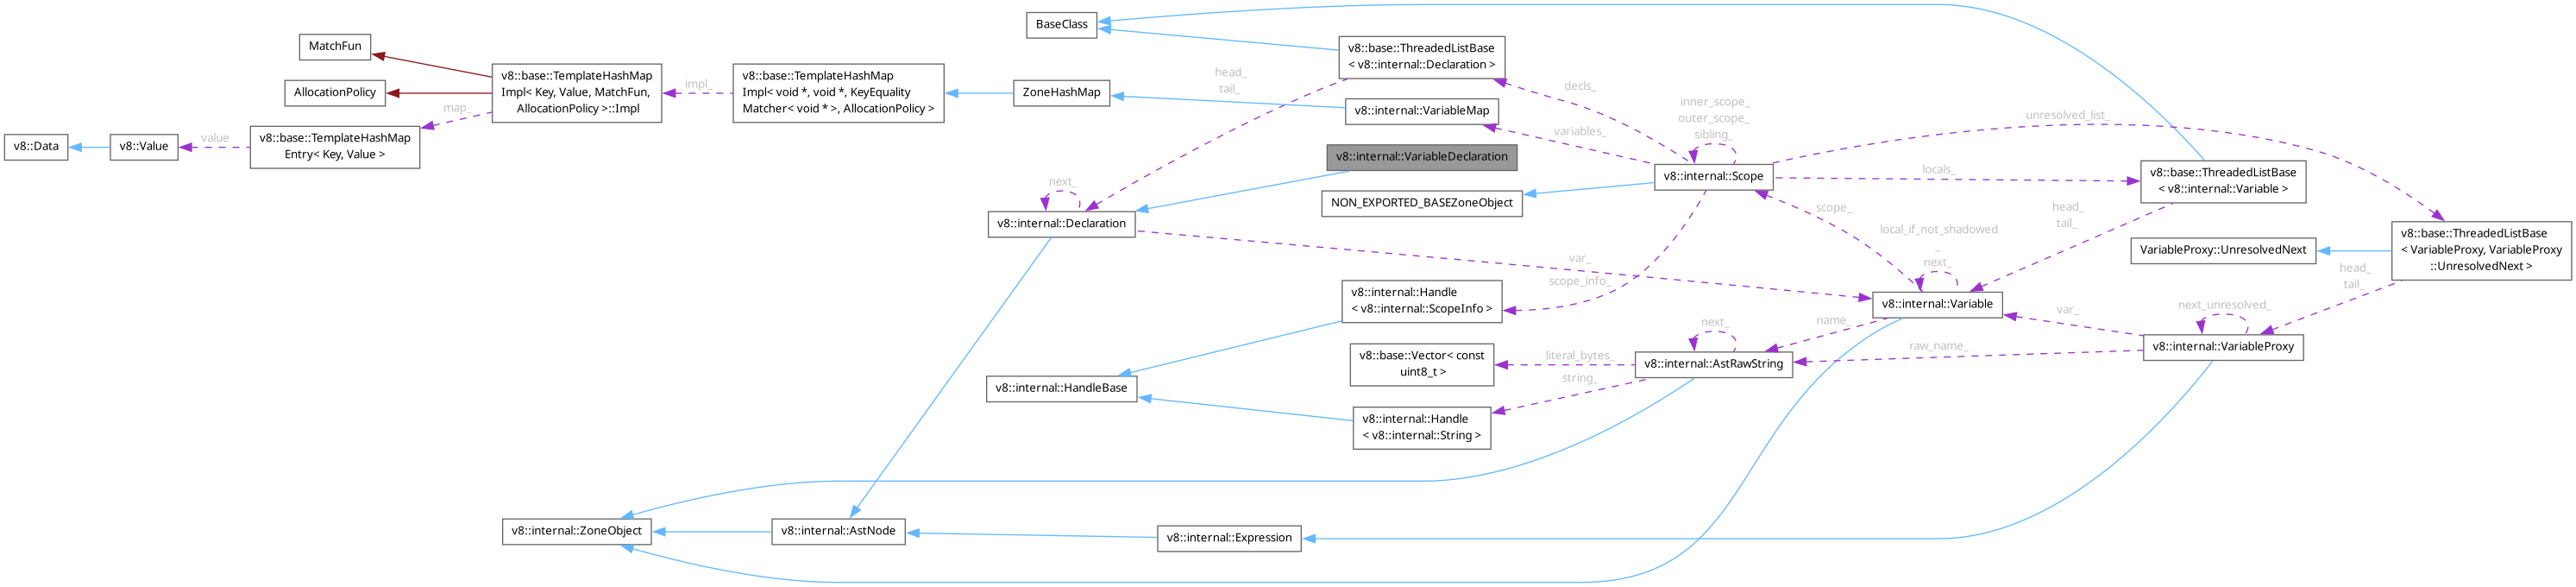 BaseClass
MatchFun
v8::base::ThreadedListBase
< v8::internal::Declaration >
v8::base::TemplateHashMap
Impl< Key, Value, MatchFun,
AllocationPolicy >::Impl
impl_
v8::base::TemplateHashMap
Impl< void *, void *, KeyEquality
Matcher< void * >, AllocationPolicy >
head_
tail_
AllocationPolicy
ZoneHashMap
decls_
map_
v8::internal::VariableMap
inner_scope_
outer_scope_
sibling_
unresolved_list_
v8::Data
v8::Value
value
v8::base::TemplateHashMap
Entry< Key, Value >
variables_
v8::internal::VariableDeclaration
v8::internal::Scope
locals_
v8::base::ThreadedListBase
< v8::internal::Variable >
next_
NON_EXPORTED_BASEZoneObject
v8::internal::Declaration
scope_
head_
tail_
local_if_not_shadowed
_
next_
VariableProxy::UnresolvedNext
v8::base::ThreadedListBase
< VariableProxy, VariableProxy
::UnresolvedNext >
var_
scope_info_
head_
tail_
v8::internal::Handle
< v8::internal::ScopeInfo >
v8::internal::Variable
next_unresolved_
var_
name_
next_
raw_name_
v8::internal::VariableProxy
v8::base::Vector< const
uint8_t >
literal_bytes_
v8::internal::AstRawString
string_
v8::internal::HandleBase
v8::internal::Handle
< v8::internal::String >
v8::internal::ZoneObject
v8::internal::AstNode
v8::internal::Expression